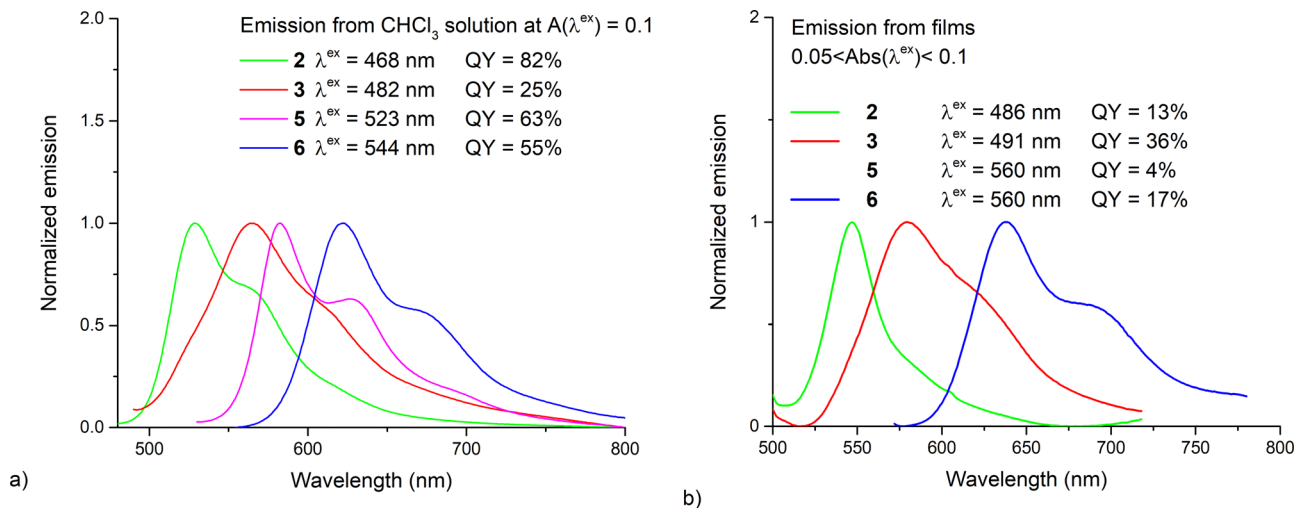 Emission from CHCl₃ solution at A(λᵉˣ) = 0.1
2 λᵉˣ = 468 nm QY = 82%
3 λᵉˣ = 482 nm QY = 25%
5 λᵉˣ = 523 nm QY = 63%
6 λᵉˣ = 544 nm QY = 55%
2.0
1.5
1.0
0.5
0.0
Normalized emission
500 600 700 800
Wavelength (nm)
a)
Emission from films
0.05<Abs(λᵉˣ)< 0.1
2 λᵉˣ = 486 nm QY = 13%
3 λᵉˣ = 491 nm QY = 36%
5 λᵉˣ = 560 nm QY = 4%
6 λᵉˣ = 560 nm QY = 17%
2
1
0
Normalized emission
500 550 600 650 700 750 800
Wavelength (nm)
b)